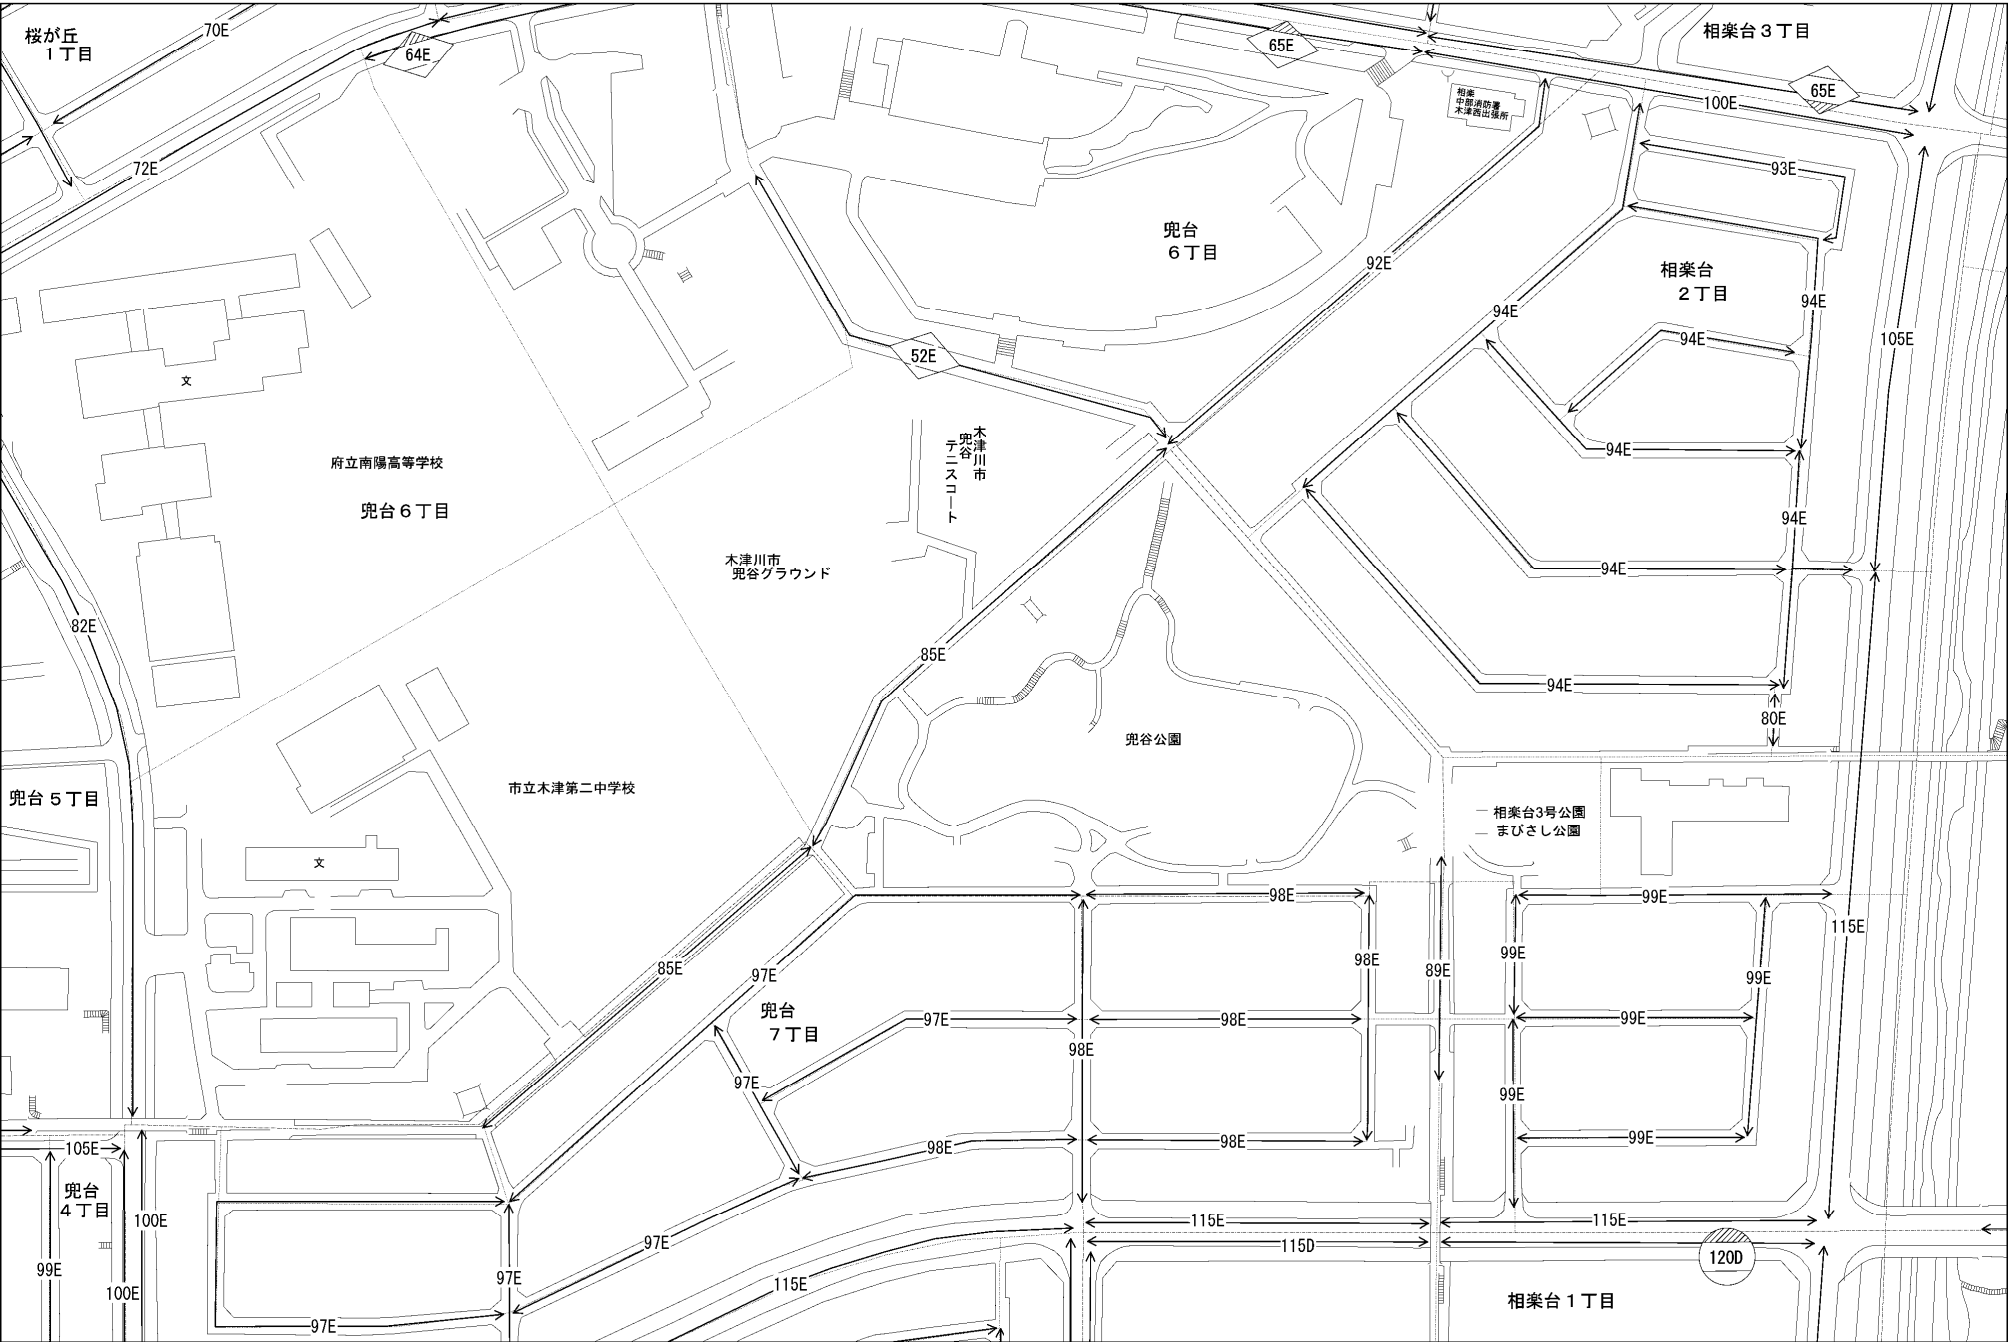 桜が丘
1丁目
70E
64E
65E
相楽台3丁目
65E
100E
相楽
中部消防署
木津西出張所
72E
93E
兜台
6丁目
92E
相楽台
2丁目
94E
94E
94E
105E
52E
文
木津川市
兜谷
テニスコート
府立南陽高等学校
兜台6丁目
94E
94E
木津川市
兜谷グラウンド
94E
82E
85E
94E
80E
兜谷公園
市立木津第二中学校
兜台5丁目
相楽台3号公園
まびさし公園
文
98E
99E
115E
85E
97E
98E
89E
99E
99E
兜台
7丁目
97E
98E
99E
98E
97E
99E
105E
98E
98E
99E
兜台
4丁目
100E
97E
115E
115E
115D
120D
99E
100E
97E
115E
97E
相楽台1丁目